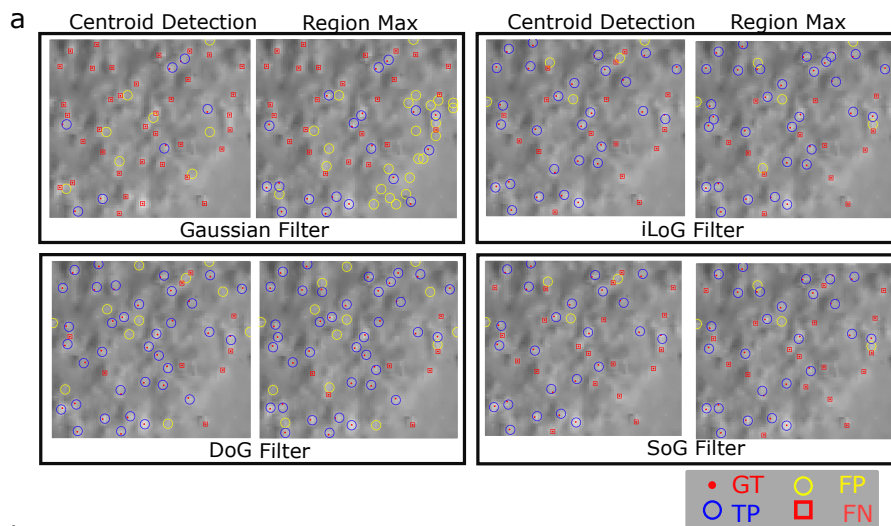 a
Centroid Detection Region Max
Centroid Detection Region Max
Gaussian Filter
iLoG Filter
DoG Filter
SoG Filter
GT FP
TP FN